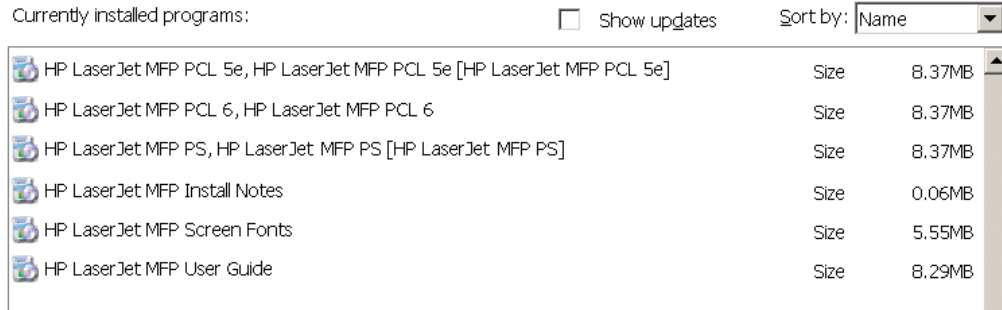 Currently installed programs: Show updates Sort by: Name
HP LaserJet MFP PCL 5e, HP LaserJet MFP PCL 5e [HP LaserJet MFP PCL 5e] Size 8.37MB
HP LaserJet MFP PCL 6, HP LaserJet MFP PCL 6 Size 8.37MB
HP LaserJet MFP PS, HP LaserJet MFP PS [HP LaserJet MFP PS] Size 8.37MB
HP LaserJet MFP Install Notes Size 0.06MB
HP LaserJet MFP Screen Fonts Size 5.55MB
HP LaserJet MFP User Guide Size 8.29MB